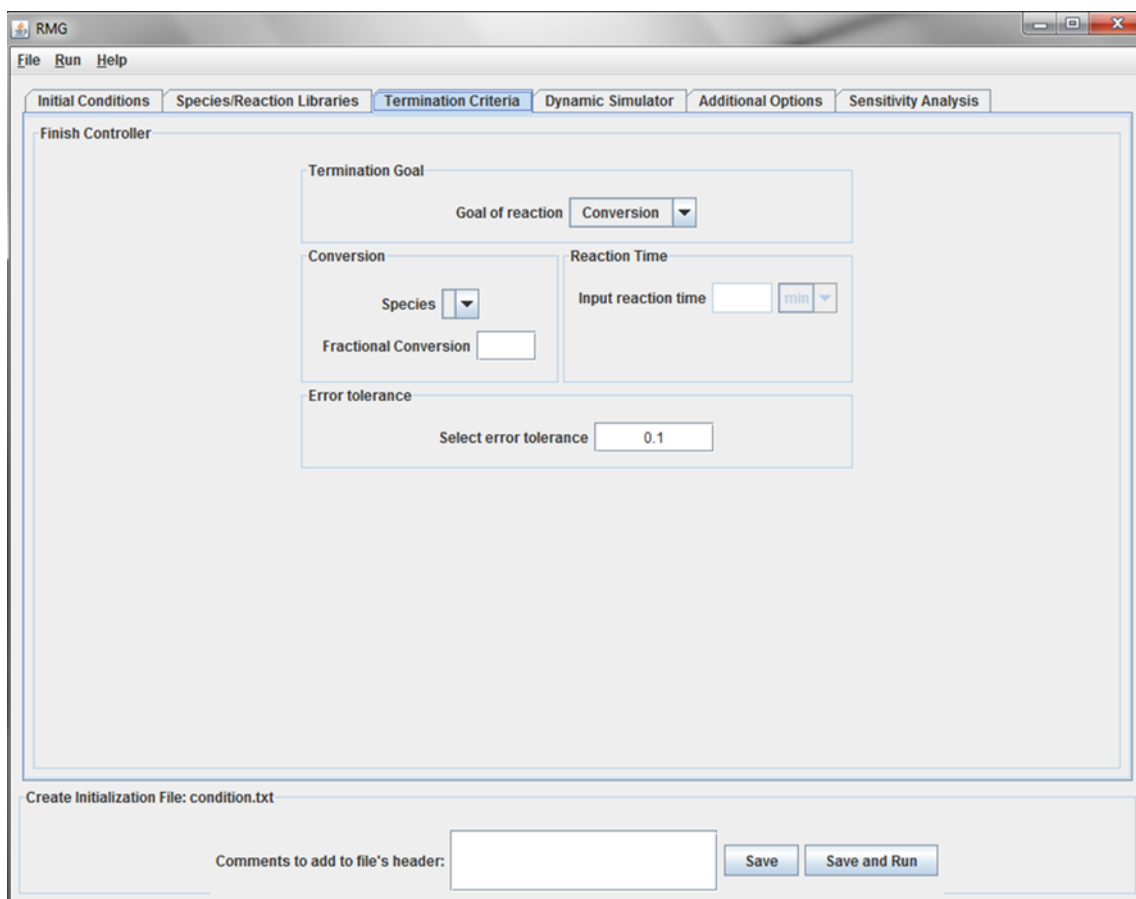 RMG
File Run Help
Initial Conditions Species/Reaction Libraries Termination Criteria Dynamic Simulator Additional Options Sensitivity Analysis
Finish Controller
Termination Goal
Goal of reaction Conversion
Conversion Reaction Time
Species Input reaction time min
Fractional Conversion
Error tolerance
Select error tolerance 0.1
Create Initialization File: condition.txt
Comments to add to file's header: Save Save and Run